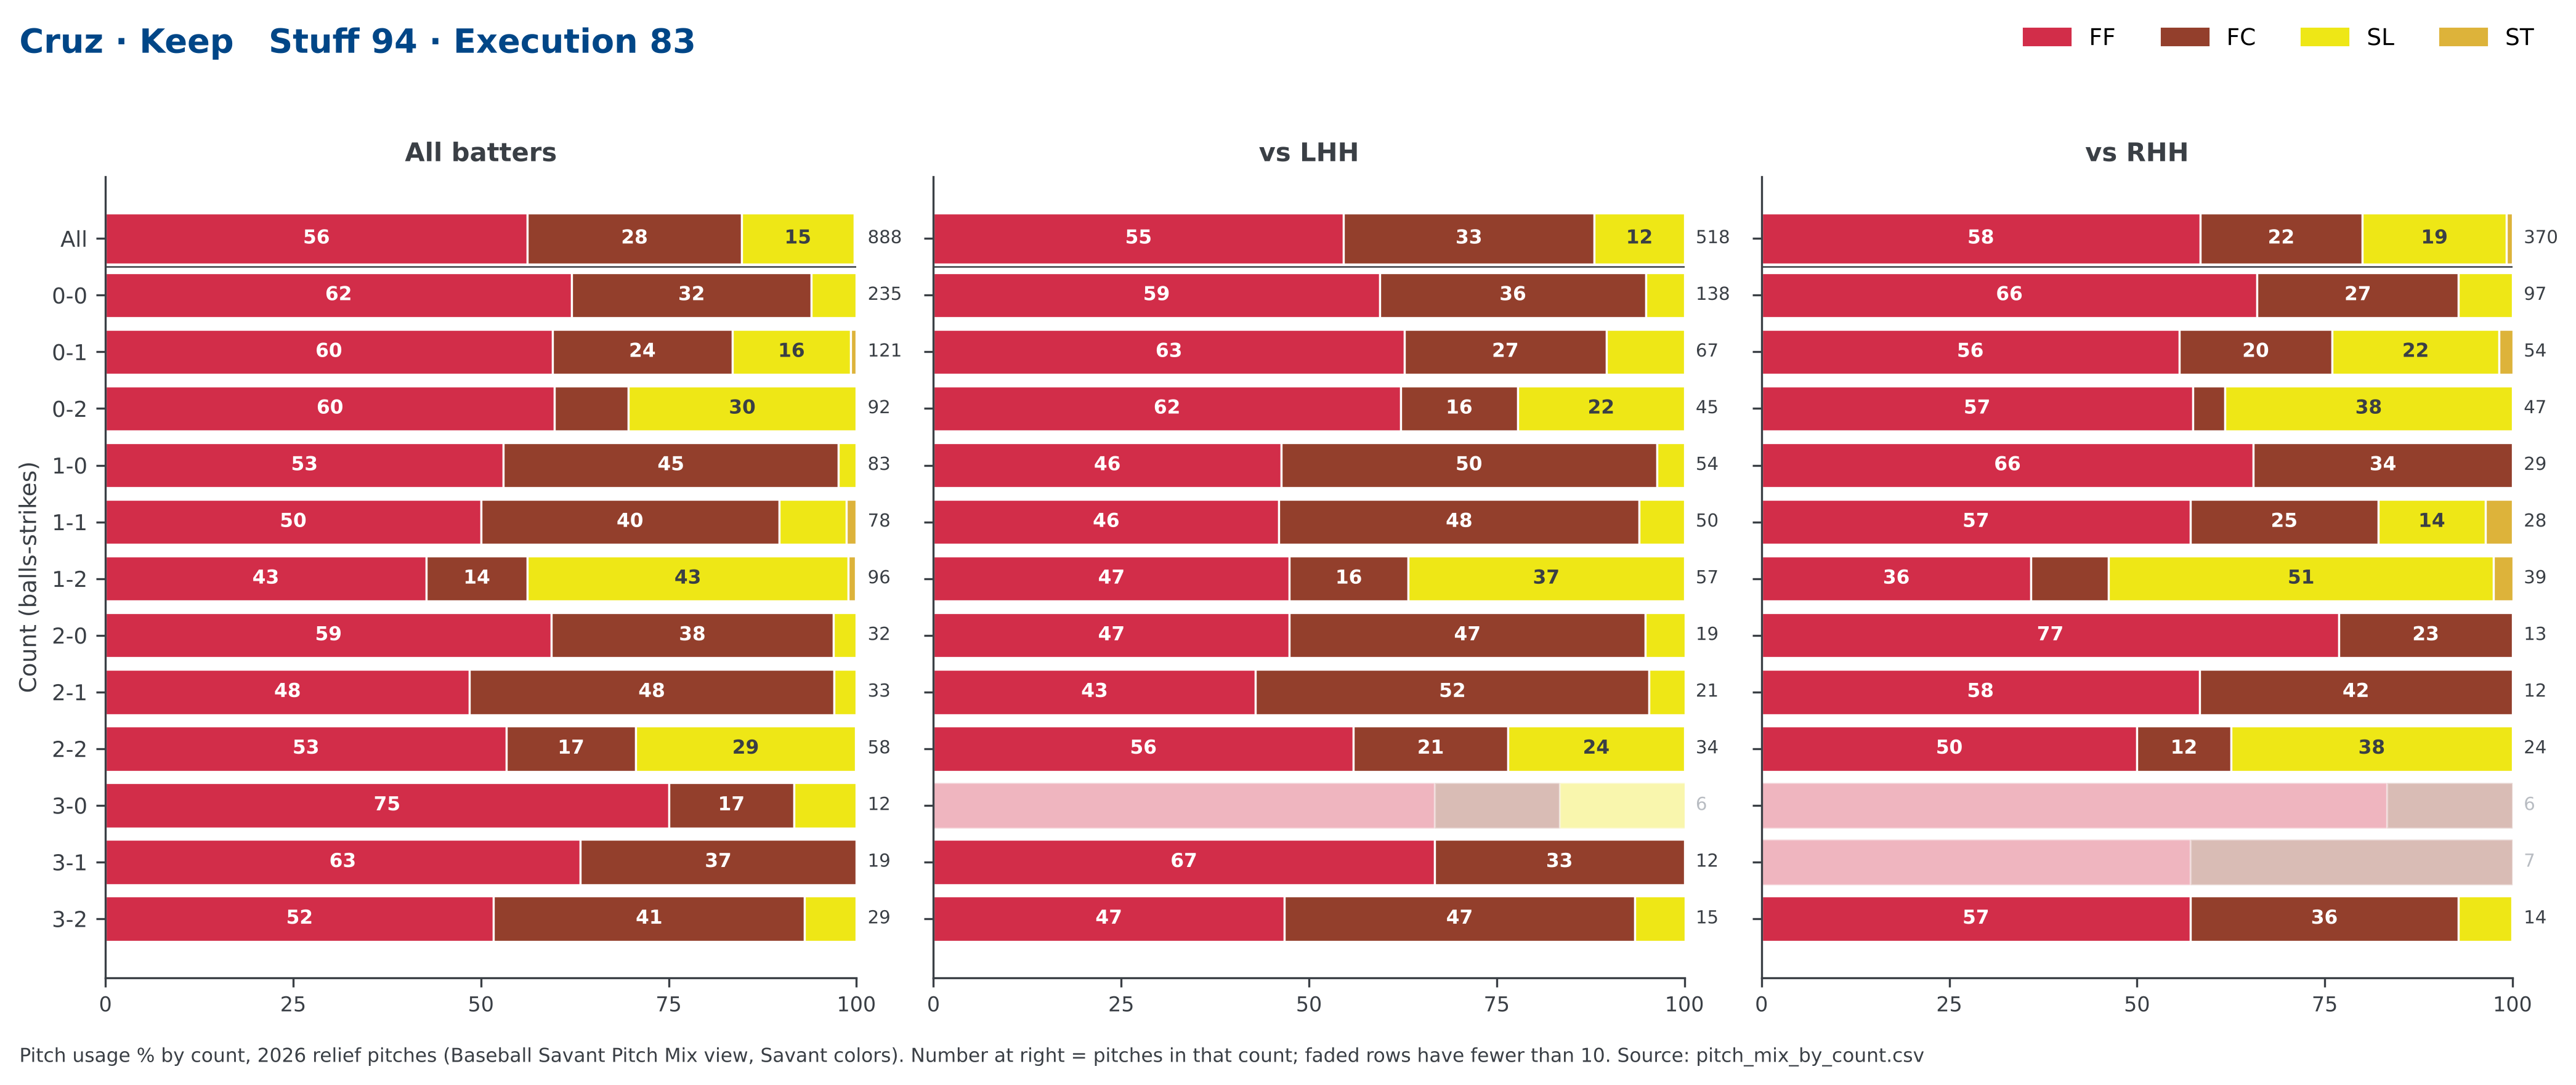 Cruz · Keep   Stuff 94 · Execution 83
FF FC SL ST
All batters vs LHH vs RHH
Count (balls-strikes)
All 56 28 15 888 55 33 12 518 58 22 19 370
0-0 62 32 235 59 36 138 66 27 97
0-1 60 24 16 121 63 27 67 56 20 22 54
0-2 60 30 92 62 16 22 45 57 38 47
1-0 53 45 83 46 50 54 66 34 29
1-1 50 40 78 46 48 50 57 25 14 28
1-2 43 14 43 96 47 16 37 57 36 51 39
2-0 59 38 32 47 47 19 77 23 13
2-1 48 48 33 43 52 21 58 42 12
2-2 53 17 29 58 56 21 24 34 50 12 38 24
3-0 75 17 12 6 6
3-1 63 37 19 67 33 12 7
3-2 52 41 29 47 47 15 57 36 14
0 25 50 75 100 0 25 50 75 100 0 25 50 75 100
Pitch usage % by count, 2026 relief pitches (Baseball Savant Pitch Mix view, Savant colors). Number at right = pitches in that count; faded rows have fewer than 10. Source: pitch_mix_by_count.csv